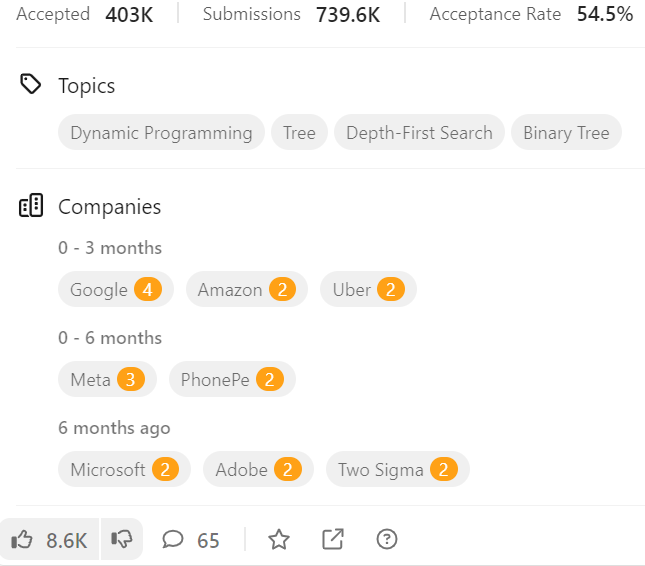 Accepted 403K Submissions 739.6K Acceptance Rate 54.5%
Topics
Dynamic Programming Tree Depth-First Search Binary Tree
Companies
0 - 3 months
Google 4 Amazon 2 Uber 2
0 - 6 months
Meta 3 PhonePe 2
6 months ago
Microsoft 2 Adobe 2 Two Sigma 2
8.6K 65 ?